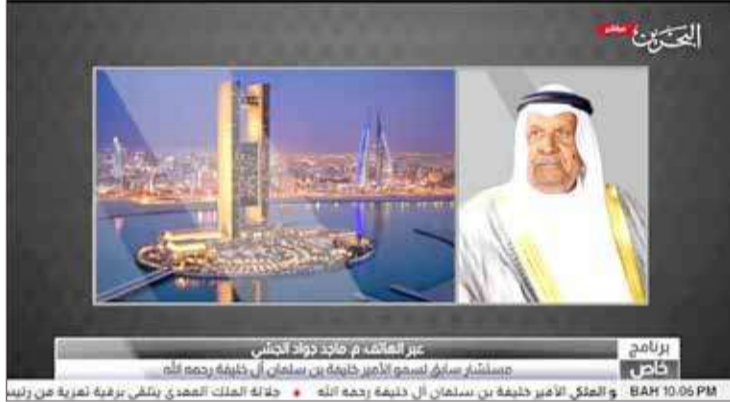 البحرين
مباشر
برنامج
خاص
عبر الهاتف: م. ماجد جواد الجشي
مستشار سابق لسمو الأمير خليفة بن سلمان آل خليفة رحمه الله
BAH 10:06 PM
و الملكي الأمير خليفة بن سلمان آل خليفة رحمه الله • جلالة الملك المفدى يتلقى برقية تعزية من رئيس